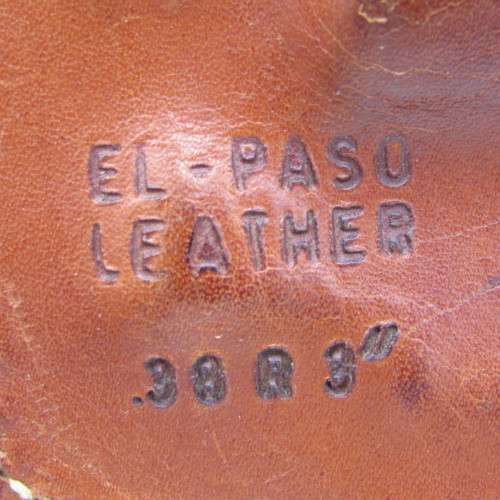 EL-PASO
LEATHER
.38 R 3"